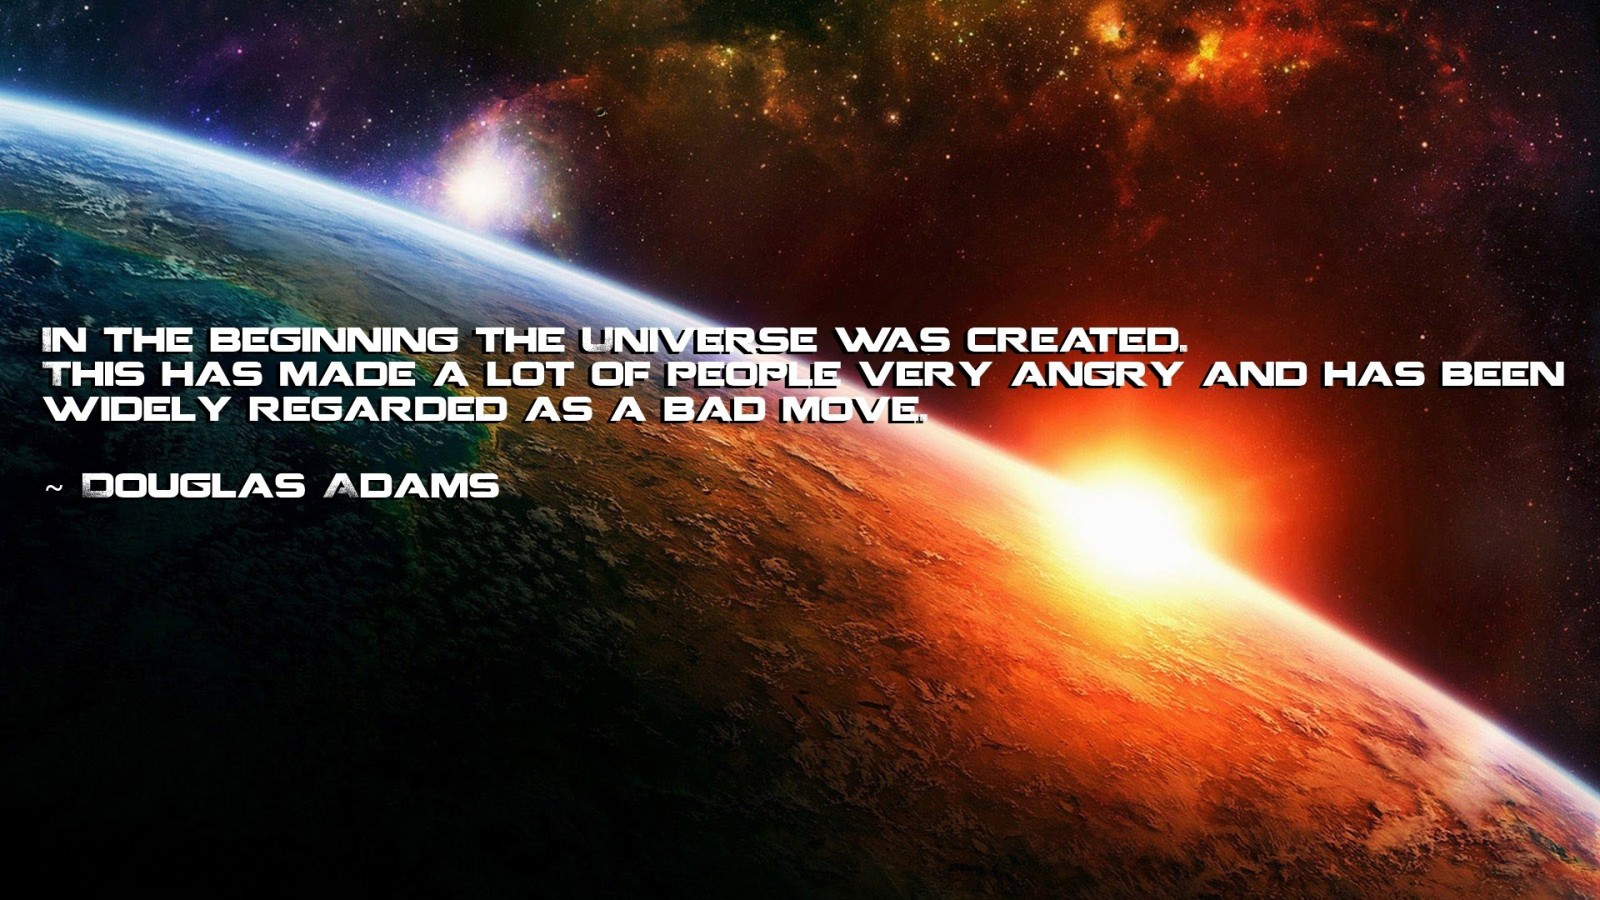 IN THE BEGINNING THE UNIVERSE WAS CREATED.
THIS HAS MADE A LOT OF PEOPLE VERY ANGRY AND HAS BEEN
WIDELY REGARDED AS A BAD MOVE.
~ DOUGLAS ADAMS